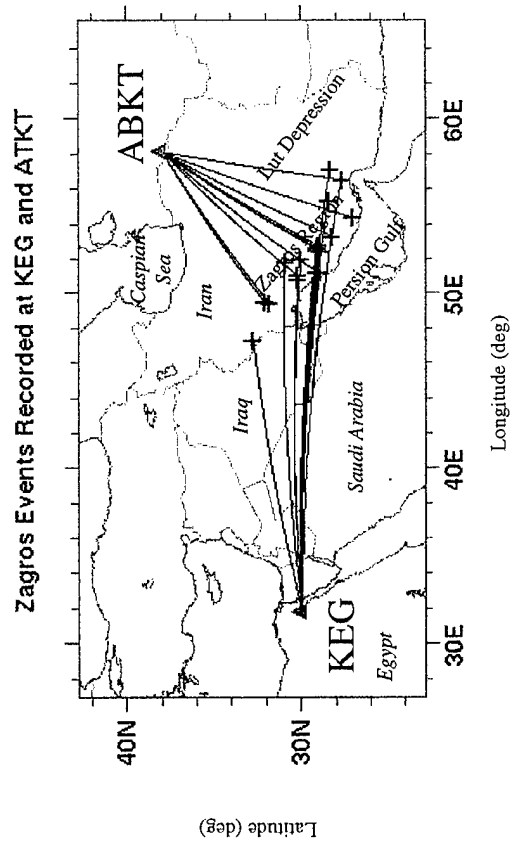 Zagros Events Recorded at KEG and ATKT
ABKT
Caspian
Sea
Lut Depression
Iran
Zagros Region
Iraq
Persion Gulf
Saudi Arabia
KEG
Egypt
40N
30N
30E
40E
50E
60E
Latitude (deg)
Longitude (deg)